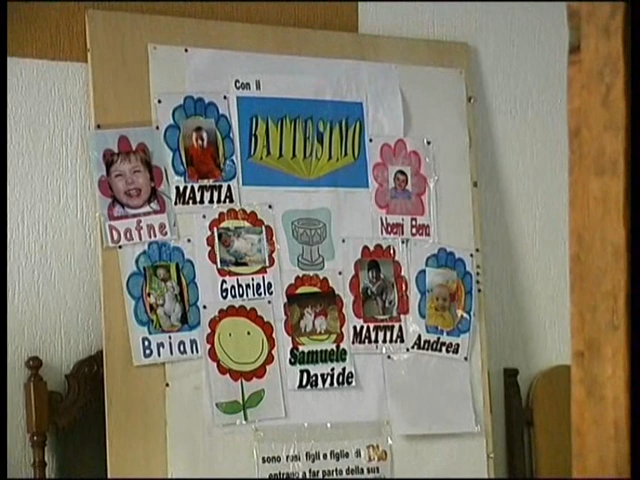 Con il
BATTESIMO
MATTIA
Dafne
Noemi Elena
Gabriele
Brian
MATTIA
Andrea
Samuele
Davide
sono resi figli e figlie di Dio
entrano a far parte della sua